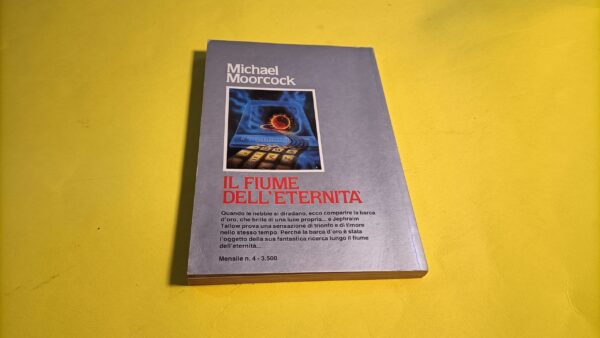 Michael
Moorcock
IL FIUME
DELL'ETERNITÀ
Quando le nebbie si diradano, ecco comparire la barca
d'oro, che brilla di una luce propria... e Jephraim
Tallow prova una sensazione di trionfo e di timore
nello stesso tempo. Perchè la barca d'oro è stata
l'oggetto della sua fantastica ricerca lungo il fiume
dell'eternità...
Mensile n. 4 - 3.500